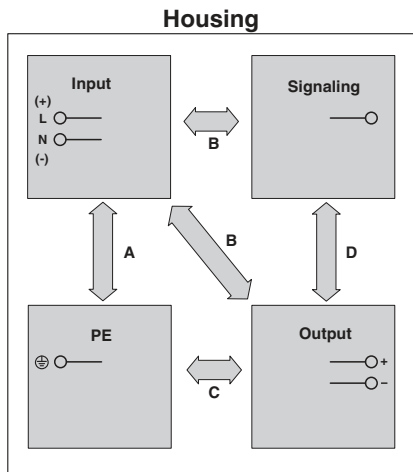 Housing
Input
Signaling
(+)
L
N
(-)
B
A
B
D
PE
Output
+
−
C